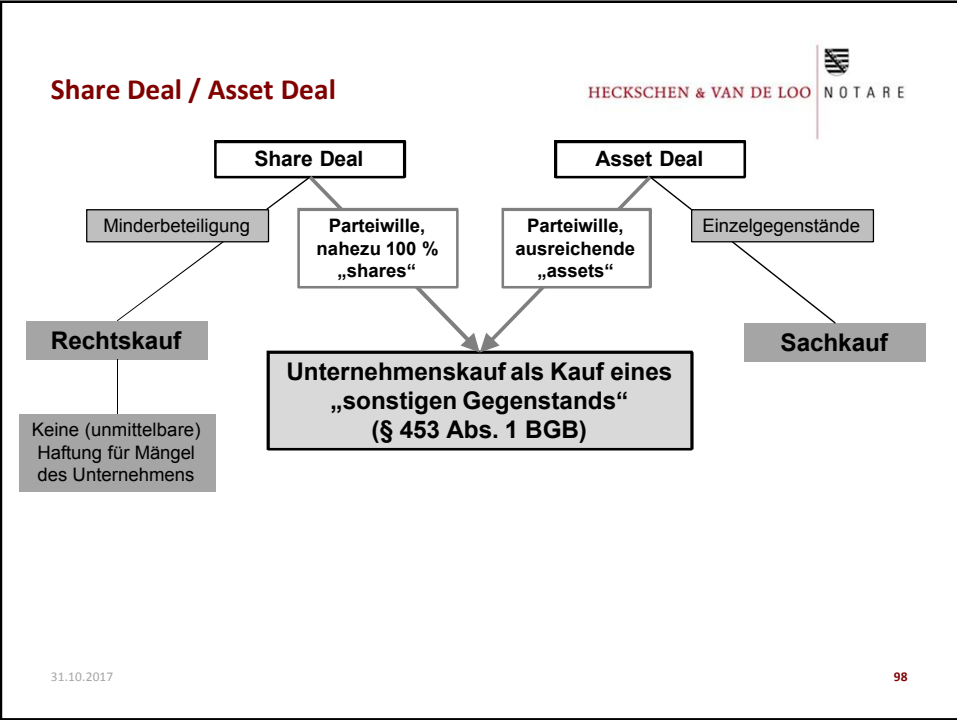 Share Deal / Asset Deal
HECKSCHEN & VAN DE LOO NOTARE
Share Deal
Asset Deal
Minderbeteiligung
Parteiwille,
nahezu 100 %
„shares“
Parteiwille,
ausreichende
„assets“
Einzelgegenstände
Rechtskauf
Sachkauf
Unternehmenskauf als Kauf eines
„sonstigen Gegenstands“
(§ 453 Abs. 1 BGB)
Keine (unmittelbare)
Haftung für Mängel
des Unternehmens
31.10.2017
98